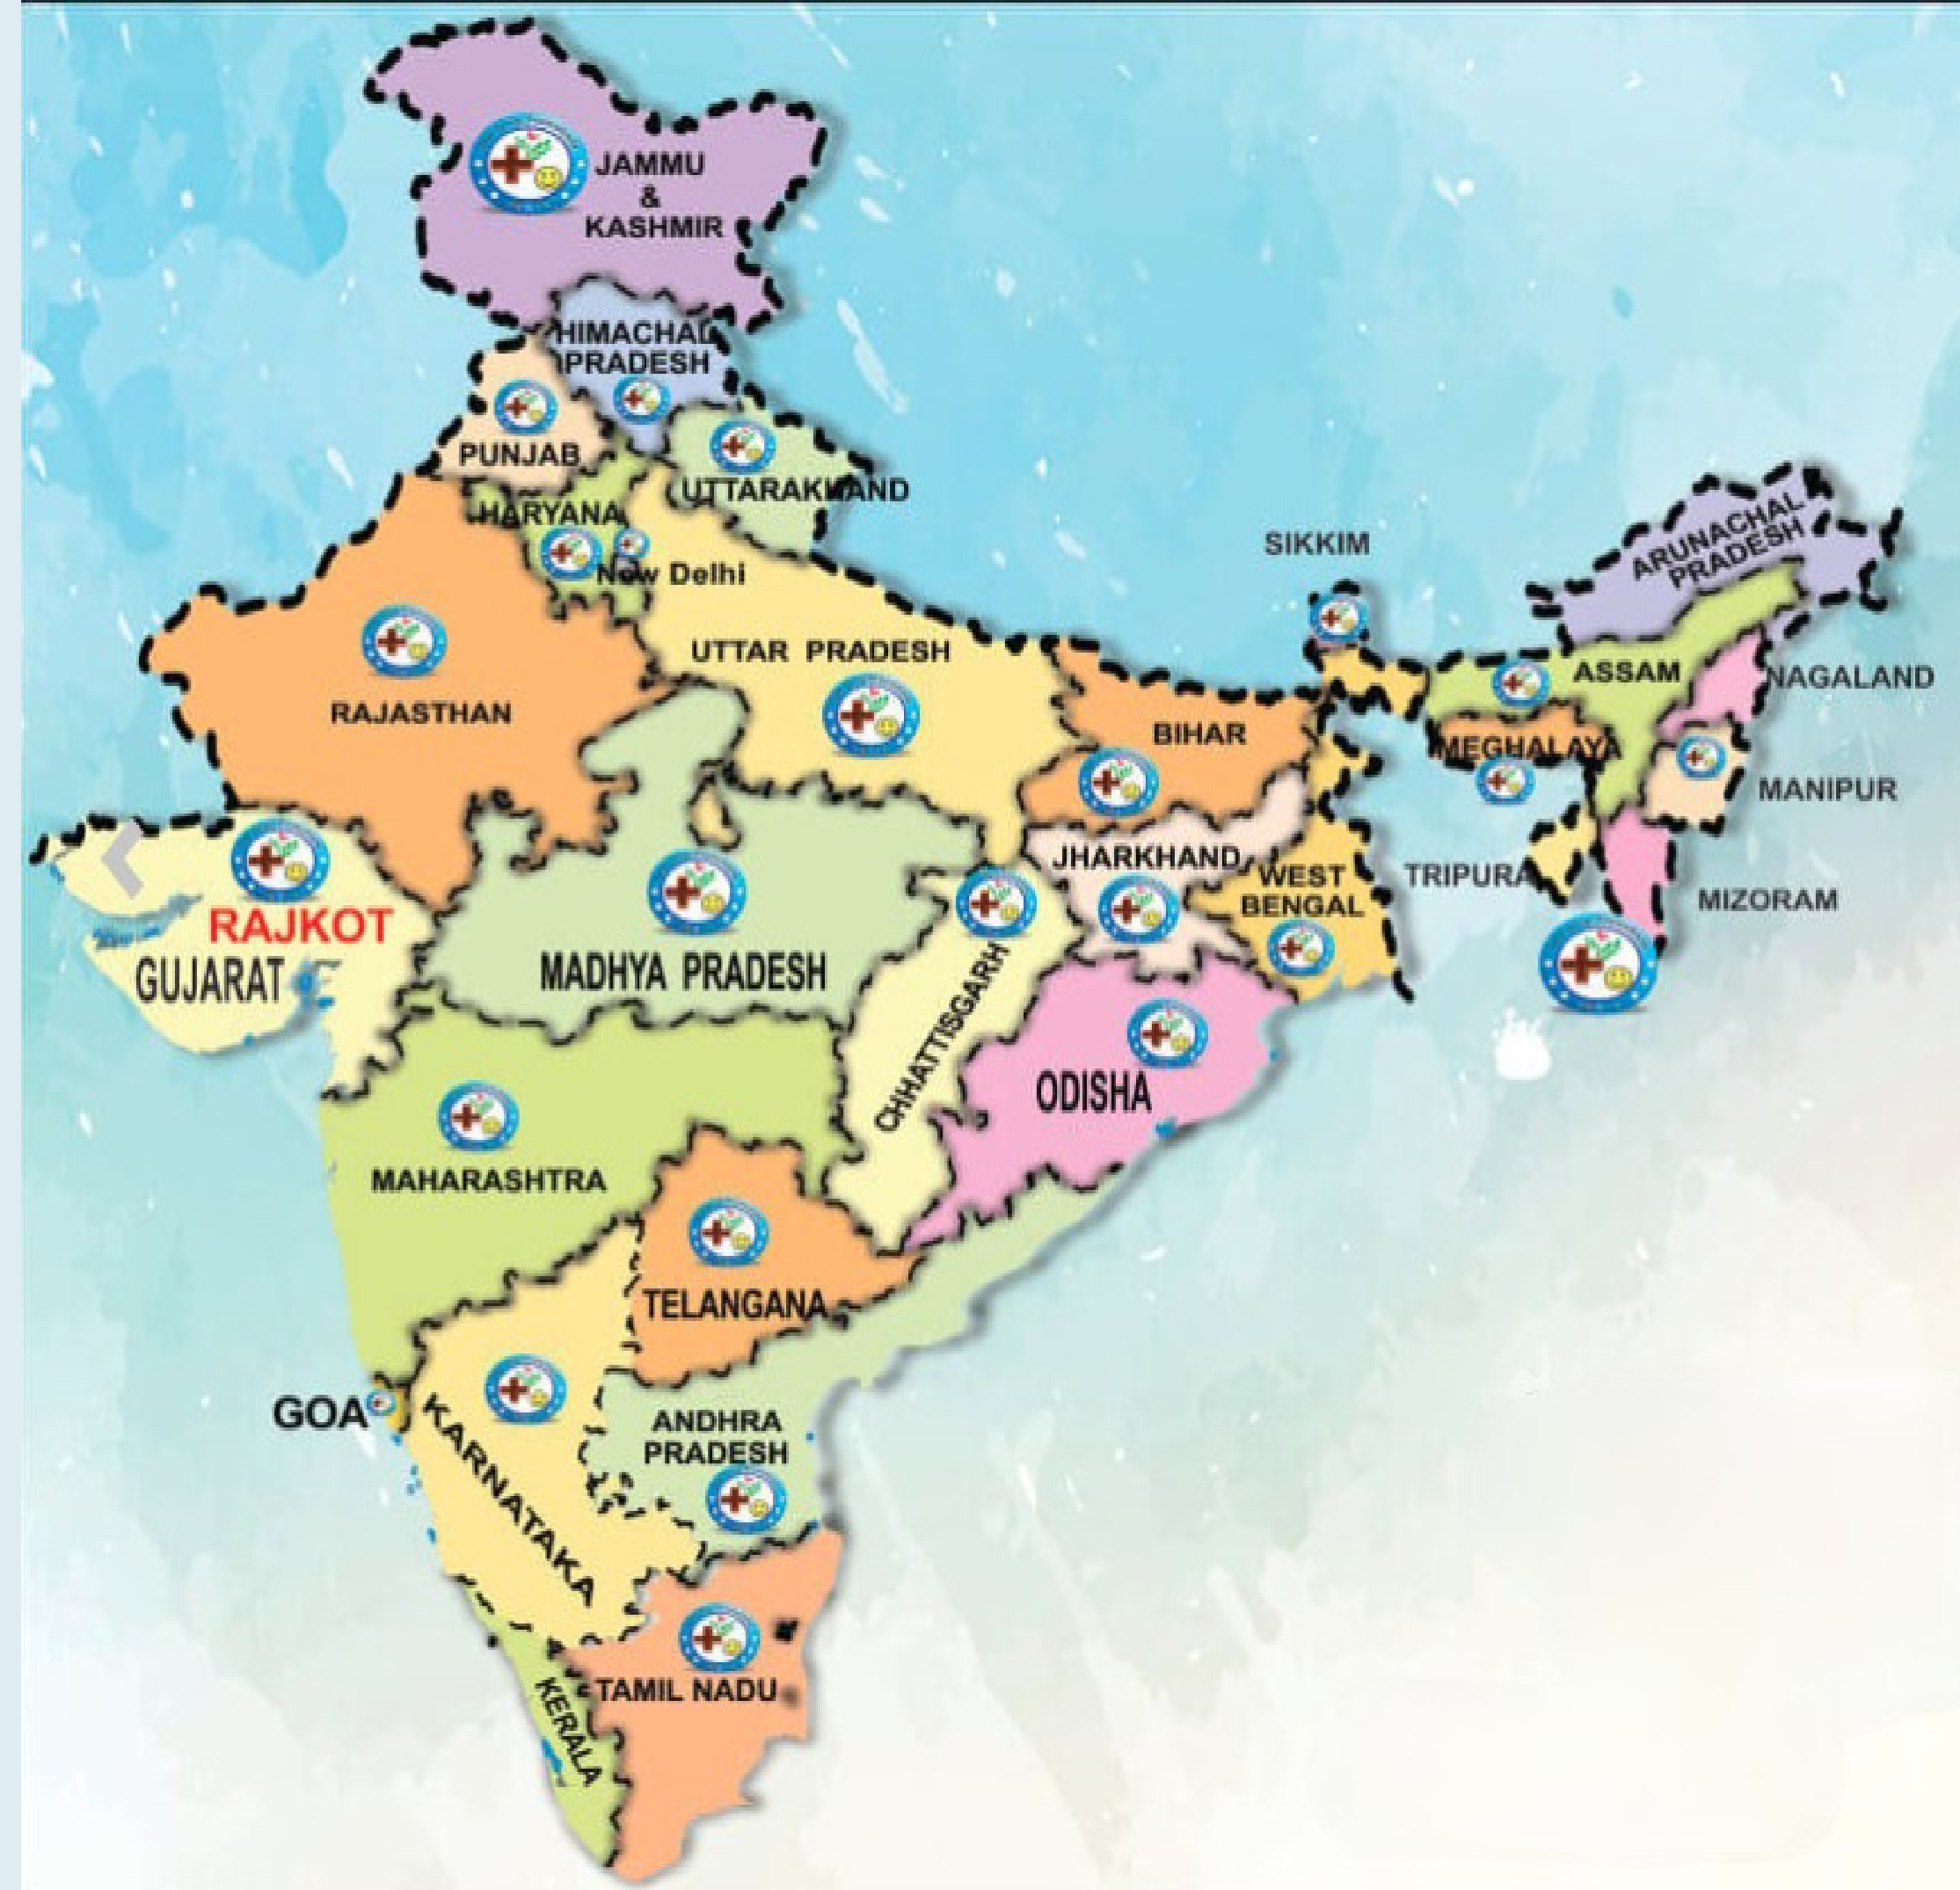 JAMMU
&
KASHMIR
HIMACHAL
PRADESH
PUNJAB
UTTARAKHAND
HARYANA
New Delhi
SIKKIM
ARUNACHAL
PRADESH
RAJASTHAN
UTTAR PRADESH
BIHAR
ASSAM
NAGALAND
MEGHALAYA
MANIPUR
JHARKHAND
WEST
BENGAL
TRIPURA
MIZORAM
RAJKOT
GUJARAT
MADHYA PRADESH
CHHATTISGARH
ODISHA
MAHARASHTRA
TELANGANA
GOA
KARNATAKA
ANDHRA
PRADESH
TAMIL NADU
KERALA